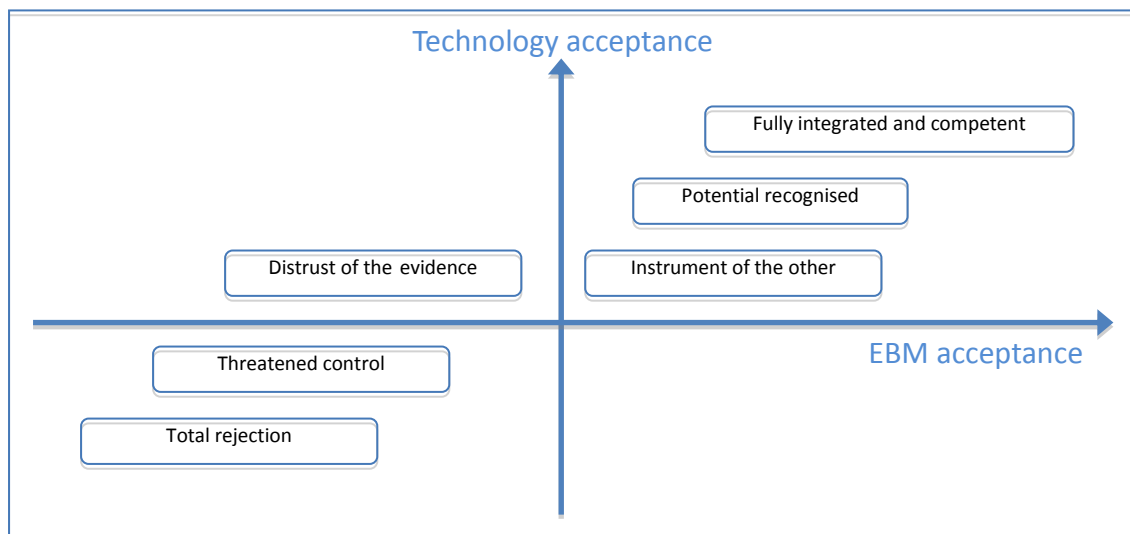 Technology acceptance
Fully integrated and competent
Potential recognised
Distrust of the evidence
Instrument of the other
EBM acceptance
Threatened control
Total rejection